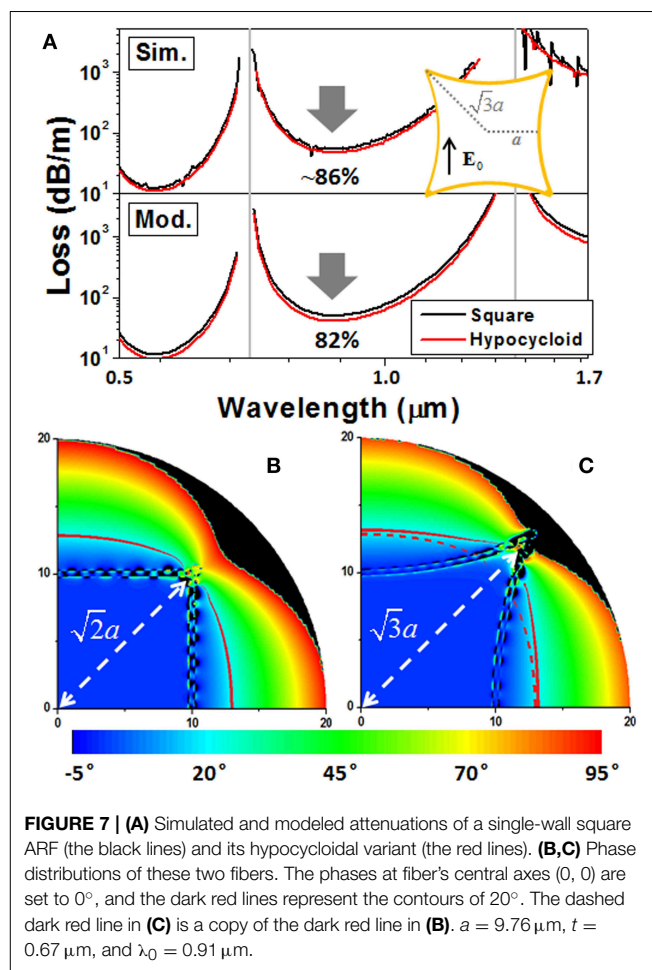 A
Sim.
10³
10²
10¹
~86%
√3a
a
E₀
Loss (dB/m)
Mod.
10³
10²
10¹
82%
Square
Hypocycloid
0.5
1.0
1.7
Wavelength (μm)
20
B
10
√2a
0
0
10
20
20
C
10
√3a
0
0
10
20
-5°
20°
45°
70°
95°
FIGURE 7 | (A) Simulated and modeled attenuations of a single-wall square
ARF (the black lines) and its hypocycloidal variant (the red lines). (B,C) Phase
distributions of these two fibers. The phases at fiber's central axes (0, 0) are
set to 0°, and the dark red lines represent the contours of 20°. The dashed
dark red line in (C) is a copy of the dark red line in (B). a = 9.76 μm, t =
0.67 μm, and λ₀ = 0.91 μm.